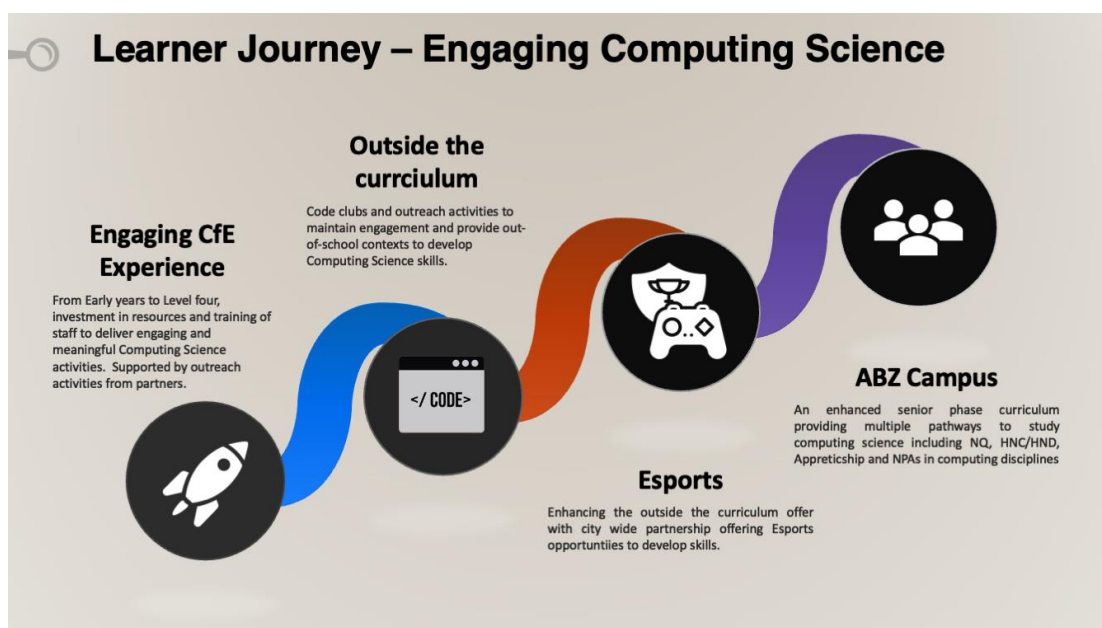 Learner Journey – Engaging Computing Science
Engaging CfE
Experience
From Early years to Level four,
investment in resources and training of
staff to deliver engaging and
meaningful Computing Science
activities.  Supported by outreach
activities from partners.
Outside the
currciulum
Code clubs and outreach activities to
maintain engagement and provide out-
of-school contexts to develop
Computing Science skills.
</ CODE>
Esports
Enhancing the outside the curriculum offer
with city wide partnership offering Esports
opportuntiies to develop skills.
ABZ Campus
An enhanced senior phase curriculum
providing multiple pathways to study
computing science including NQ, HNC/HND,
Appreticship and NPAs in computing disciplines